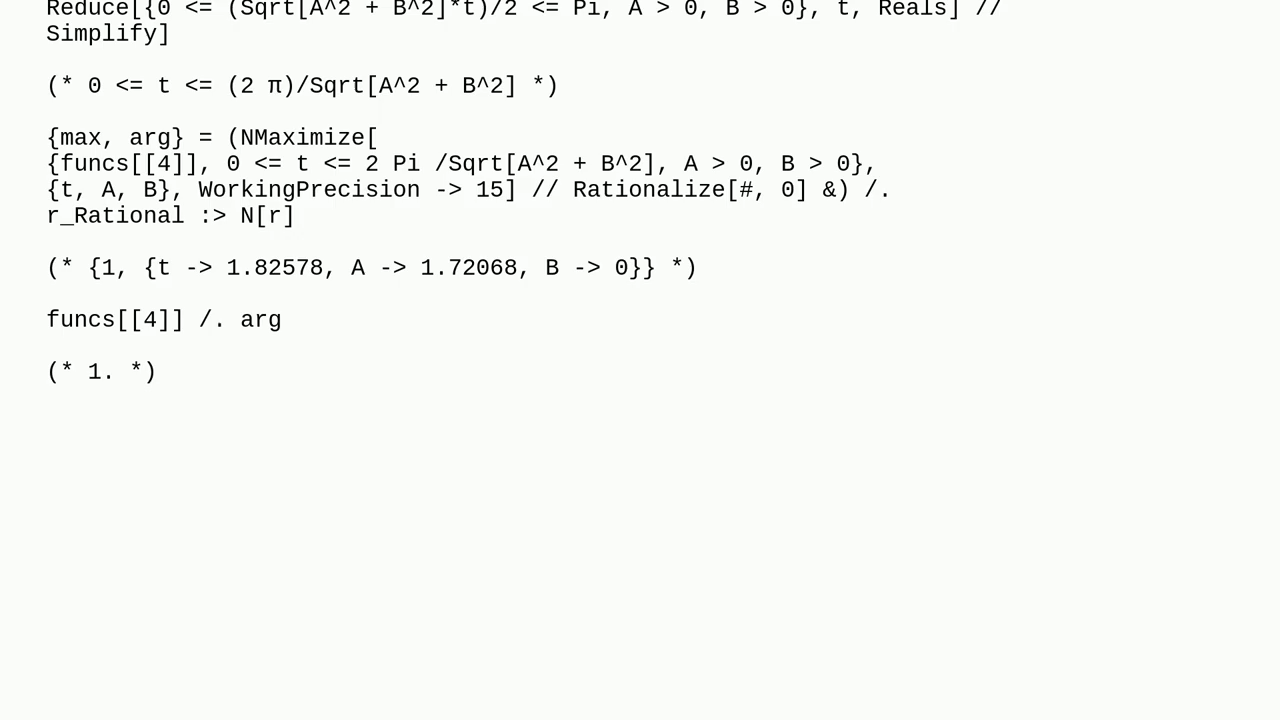 Reduce[{0 <= (Sqrt[A^2 + B^2]*t)/2 <= Pi, A > 0, B > 0}, t, Reals] //
Simplify]
(* 0 <= t <= (2 π)/Sqrt[A^2 + B^2] *)
{max, arg} = (NMaximize[
{funcs[[4]], 0 <= t <= 2 Pi /Sqrt[A^2 + B^2], A > 0, B > 0},
{t, A, B}, WorkingPrecision -> 15] // Rationalize[#, 0] &) /.
r_Rational :> N[r]
(* {1, {t -> 1.82578, A -> 1.72068, B -> 0}} *)
funcs[[4]] /. arg
(* 1. *)